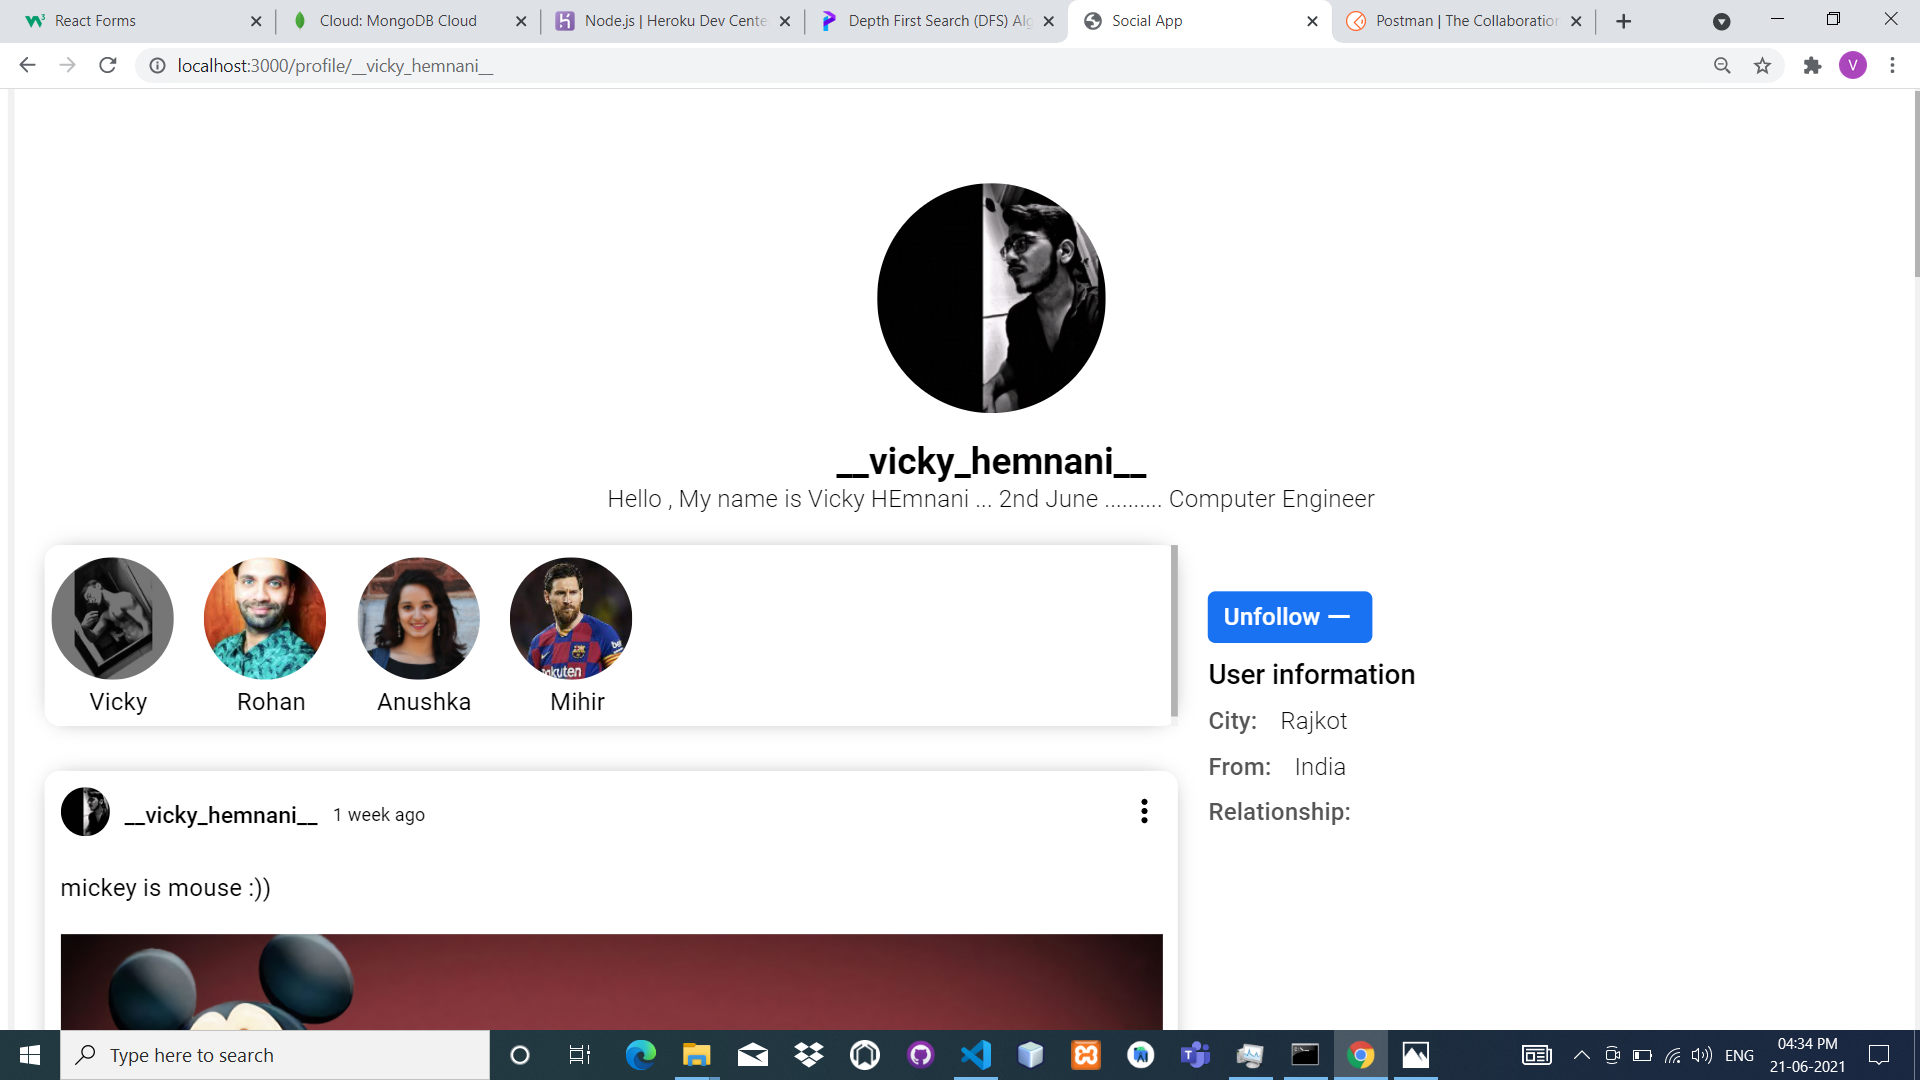 React Forms
Cloud: MongoDB Cloud
Node.js | Heroku Dev Cente
Depth First Search (DFS) Alg
Social App
Postman | The Collaboration
localhost:3000/profile/__vicky_hemnani__
V
__vicky_hemnani__
Hello , My name is Vicky HEmnani ... 2nd June .......... Computer Engineer
Vicky
Rohan
Anushka
Mihir
Unfollow —
User information
City: Rajkot
From: India
Relationship:
__vicky_hemnani__ 1 week ago
mickey is mouse :))
Type here to search
ENG
04:34 PM
21-06-2021